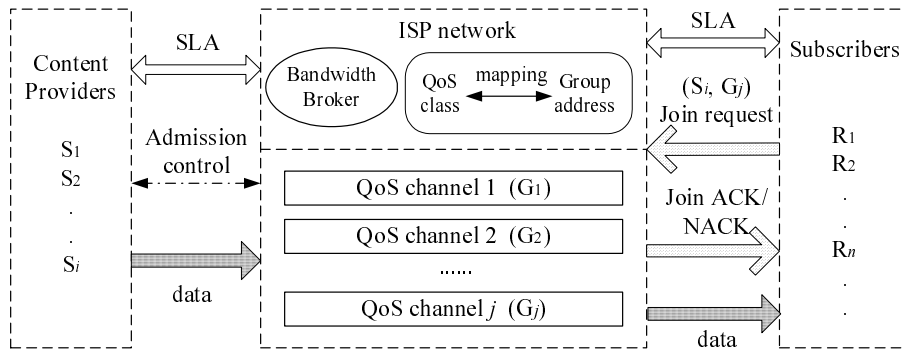 Content
Providers
S1
S2
.
.
Si
SLA
Admission
control
data
ISP network
Bandwidth
Broker
QoS
class
mapping
Group
address
QoS channel 1 (G1)
QoS channel 2 (G2)
......
QoS channel j (Gj)
SLA
(Si, Gj)
Join request
Join ACK/
NACK
data
Subscribers
R1
R2
.
.
Rn
.
.